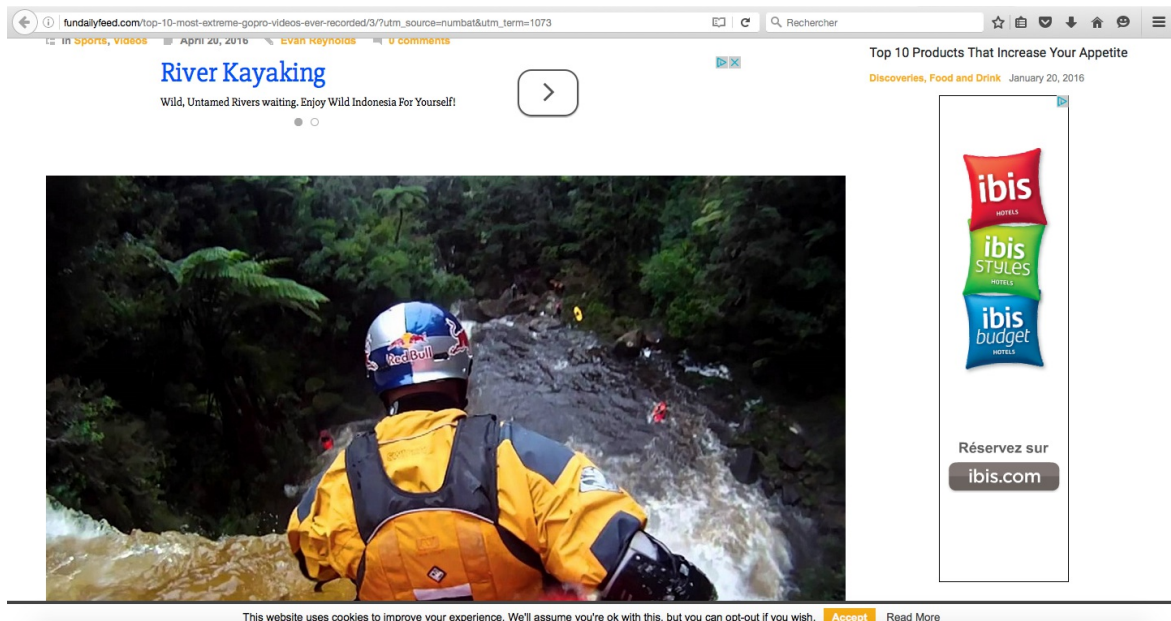 fundailyfeed.com/top-10-most-extreme-gopro-videos-ever-recorded/3/?utm_source=numbat&utm_term=1073
Rechercher
In Sports, Videos April 20, 2016 Evan Reynolds 0 comments
River Kayaking
Wild, Untamed Rivers waiting. Enjoy Wild Indonesia For Yourself!
Top 10 Products That Increase Your Appetite
Discoveries, Food and Drink January 20, 2016
ibis
HOTELS
ibis
STYLES
HOTELS
ibis
budget
HOTELS
Réservez sur
ibis.com
Red Bull
This website uses cookies to improve your experience. We'll assume you're ok with this, but you can opt-out if you wish. Accept Read More